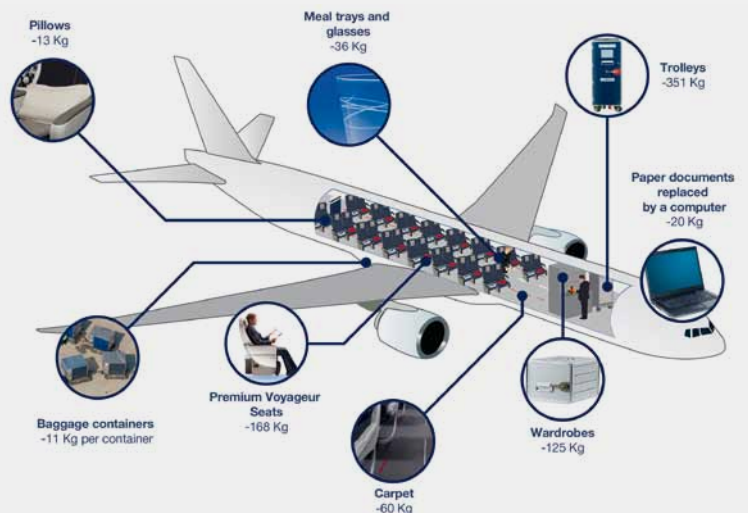 Pillows
-13 Kg
Meal trays and
glasses
-36 Kg
Trolleys
-351 Kg
Paper documents
replaced
by a computer
-20 Kg
Baggage containers
-11 Kg per container
Premium Voyageur
Seats
-168 Kg
Carpet
-60 Kg
Wardrobes
-125 Kg